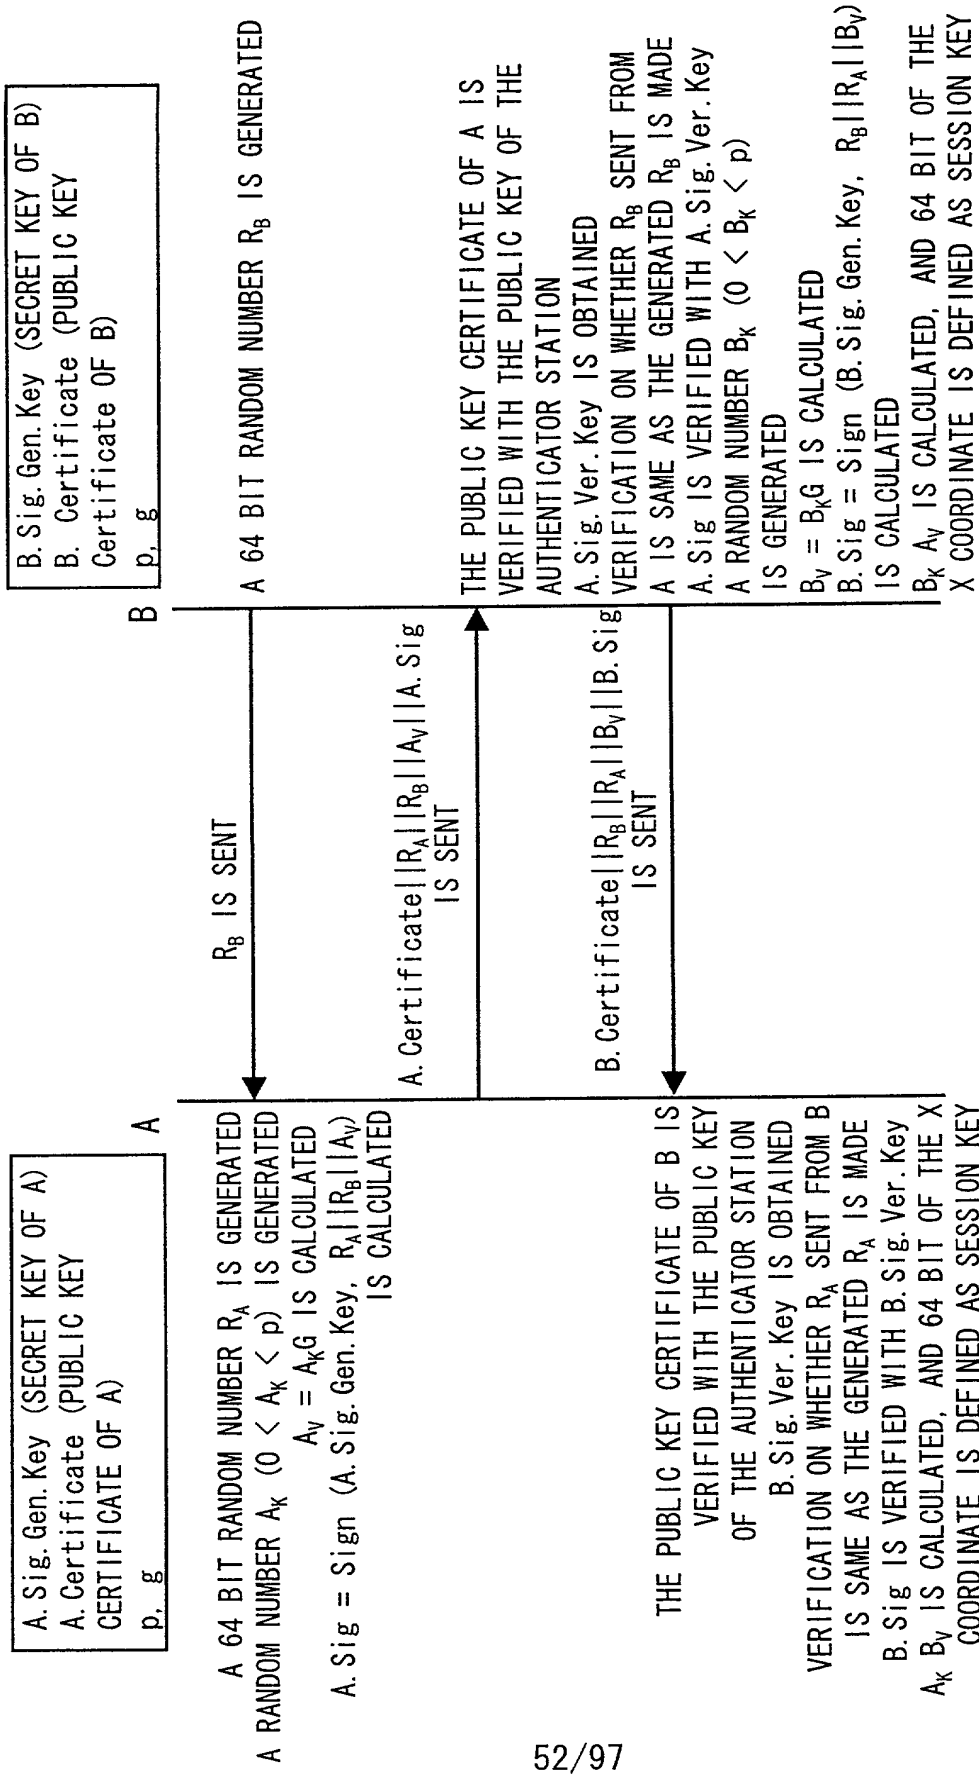 A.Sig.Gen.Key (SECRET KEY OF A)
A.Certificate (PUBLIC KEY
CERTIFICATE OF A)
p, g
B.Sig.Gen.Key (SECRET KEY OF B)
B. Certificate (PUBLIC KEY
Certificate OF B)
p, g
A
B
R_B IS SENT
A 64 BIT RANDOM NUMBER R_B IS GENERATED
A 64 BIT RANDOM NUMBER R_A IS GENERATED
A RANDOM NUMBER A_K (0 < A_K < p) IS GENERATED
A_V = A_KG IS CALCULATED
A.Sig = Sign (A.Sig.Gen.Key, R_A||R_B||A_V)
IS CALCULATED
A.Certificate||R_A||R_B||A_V||A.Sig
IS SENT
THE PUBLIC KEY CERTIFICATE OF A IS
VERIFIED WITH THE PUBLIC KEY OF THE
AUTHENTICATOR STATION
A.Sig.Ver.Key IS OBTAINED
VERIFICATION ON WHETHER R_B SENT FROM
A IS SAME AS THE GENERATED R_B IS MADE
A.Sig IS VERIFIED WITH A.Sig.Ver.Key
A RANDOM NUMBER B_K (0 < B_K < p)
IS GENERATED
B_V = B_KG IS CALCULATED
B.Sig = Sign (B.Sig.Gen.Key, R_B||R_A||B_V)
IS CALCULATED
B_K A_V IS CALCULATED, AND 64 BIT OF THE
X COORDINATE IS DEFINED AS SESSION KEY
B.Certificate||R_B||R_A||B_V||B.Sig
IS SENT
THE PUBLIC KEY CERTIFICATE OF B IS
VERIFIED WITH THE PUBLIC KEY
OF THE AUTHENTICATOR STATION
B.Sig.Ver.Key IS OBTAINED
VERIFICATION ON WHETHER R_A SENT FROM B
IS SAME AS THE GENERATED R_A IS MADE
B.Sig IS VERIFIED WITH B.Sig.Ver.Key
A_K B_V IS CALCULATED, AND 64 BIT OF THE X
COORDINATE IS DEFINED AS SESSION KEY
52/97